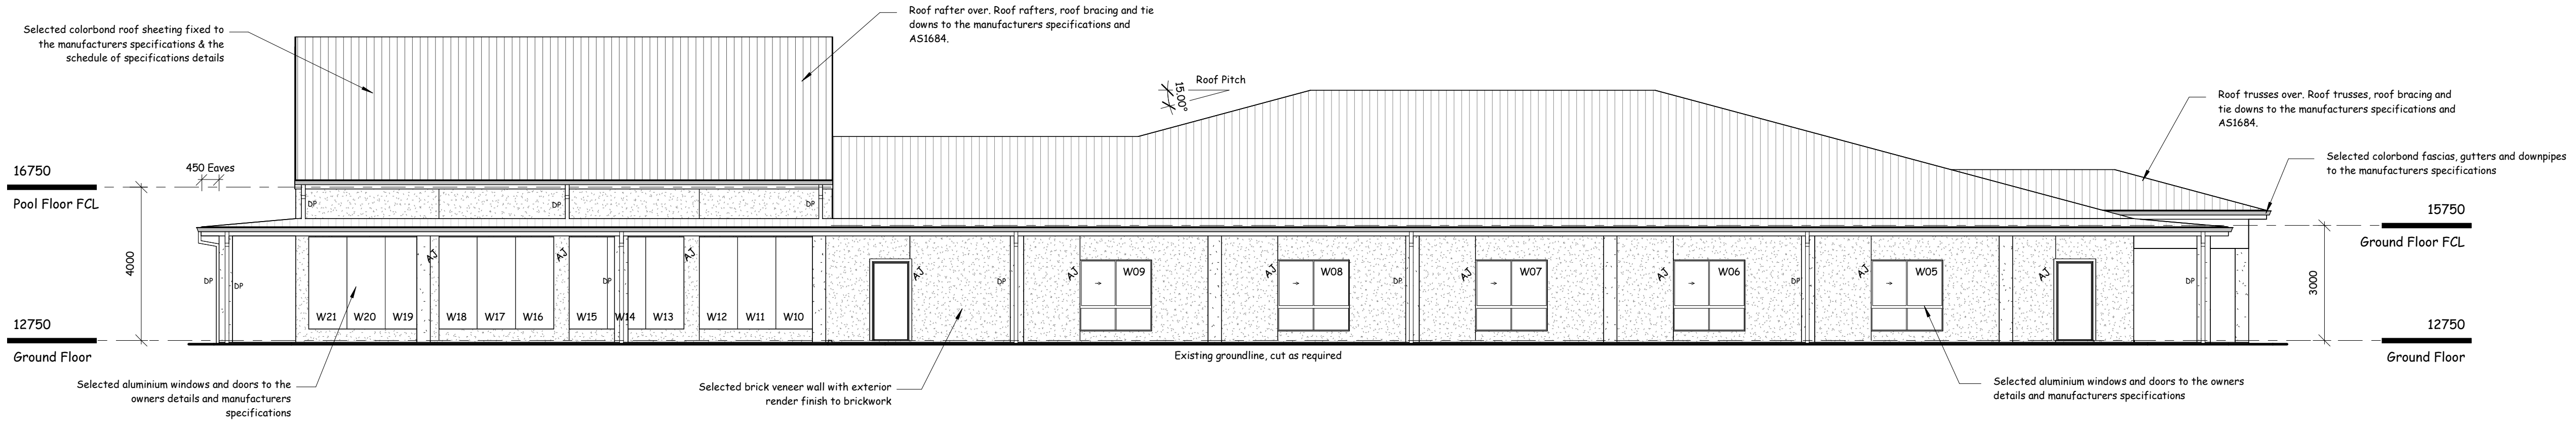 Selected colorbond roof sheeting fixed to
the manufacturers specifications & the
schedule of specifications details
Roof rafter over. Roof rafters, roof bracing and tie
downs to the manufacturers specifications and
AS1684.
Roof Pitch
15.00°
Roof trusses over. Roof trusses, roof bracing and
tie downs to the manufacturers specifications and
AS1684.
Selected colorbond fascias, gutters and downpipes
to the manufacturers specifications
16750
Pool Floor FCL
450 Eaves
4000
12750
Ground Floor
15750
Ground Floor FCL
3000
12750
Ground Floor
DP
DP
DP
DP
DP
AJ
AJ
DP
AJ
AJ
DP
AJ
AJ
DP
AJ
AJ
DP
AJ
AJ
DP
W21
W20
W19
W18
W17
W16
W15
W14
W13
W12
W11
W10
W09
W08
W07
W06
W05
Existing groundline, cut as required
Selected aluminium windows and doors to the
owners details and manufacturers
specifications
Selected brick veneer wall with exterior
render finish to brickwork
Selected aluminium windows and doors to the owners
details and manufacturers specifications